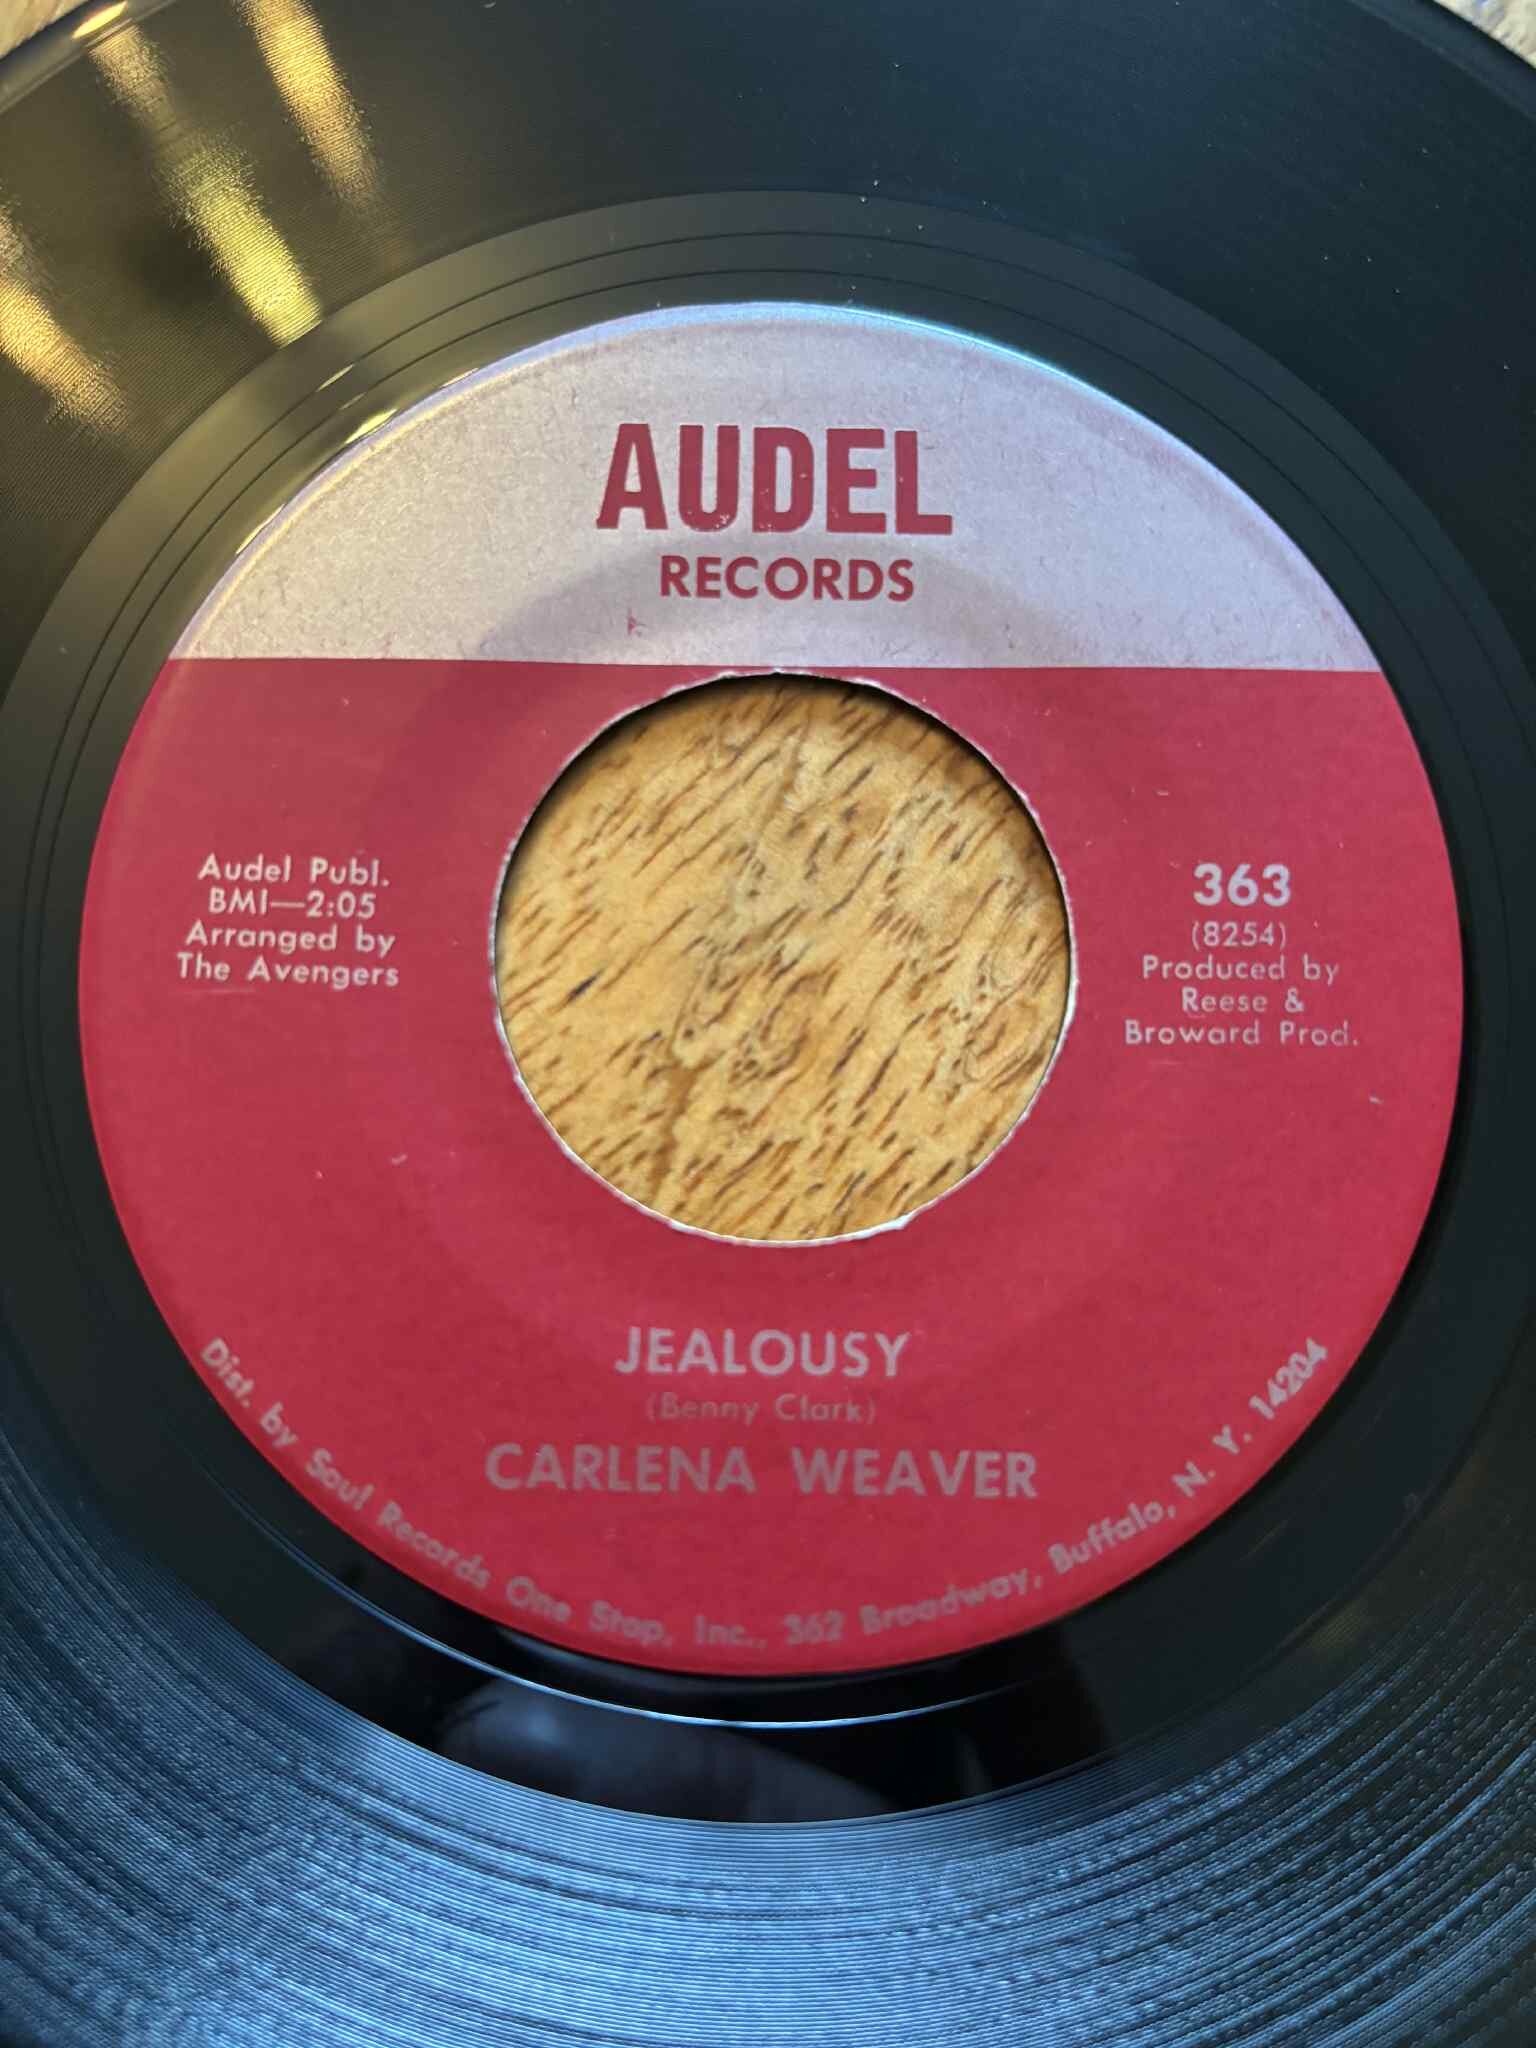 AUDEL
RECORDS
Audel Publ.
BMI—2:05
Arranged by
The Avengers
363
(8254)
Produced by
Reese &
Broward Prod.
JEALOUSY
(Benny Clark)
CARLENA WEAVER
Dist. by Soul Records One Stop, Inc., 362 Broadway, Buffalo, N. Y. 14204